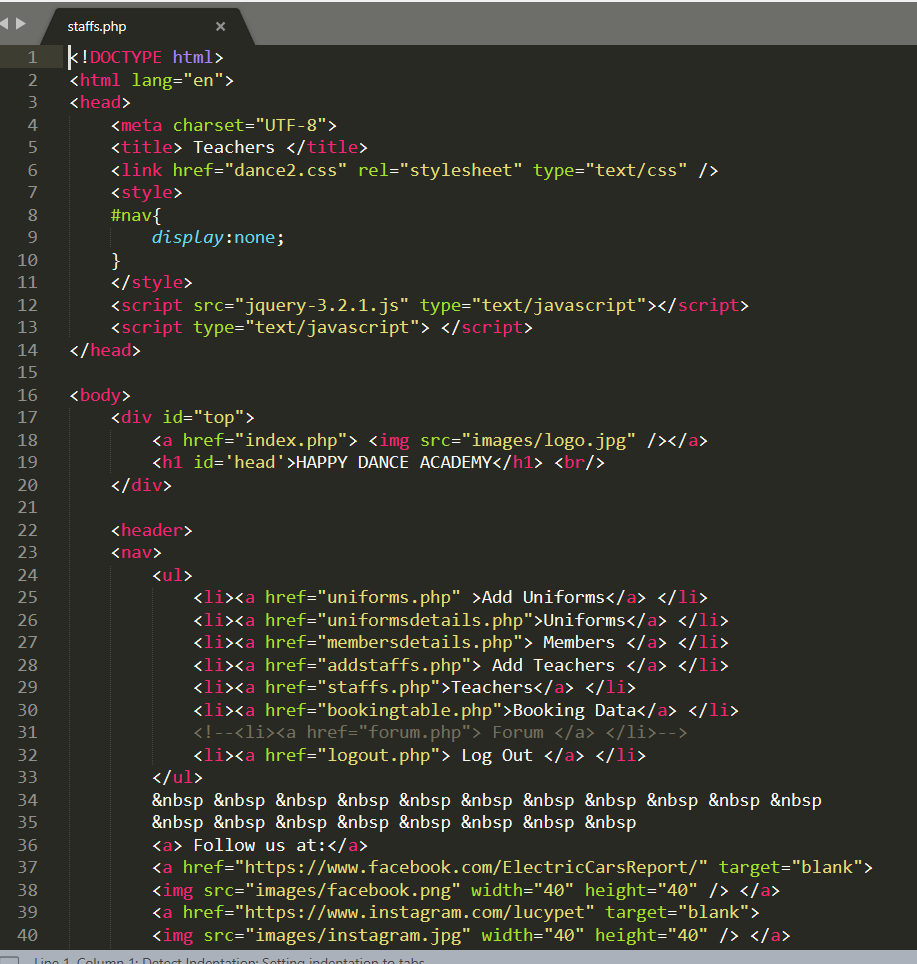 staffs.php ×
1 <!DOCTYPE html>
2 <html lang="en">
3 <head>
4     <meta charset="UTF-8">
5     <title> Teachers </title>
6     <link href="dance2.css" rel="stylesheet" type="text/css" />
7     <style>
8     #nav{
9         display:none;
10     }
11     </style>
12     <script src="jquery-3.2.1.js" type="text/javascript"></script>
13     <script type="text/javascript"> </script>
14 </head>
15
16 <body>
17     <div id="top">
18         <a href="index.php"> <img src="images/logo.jpg" /></a>
19         <h1 id='head'>HAPPY DANCE ACADEMY</h1> <br/>
20     </div>
21
22     <header>
23     <nav>
24         <ul>
25             <li><a href="uniforms.php" >Add Uniforms</a> </li>
26             <li><a href="uniformsdetails.php">Uniforms</a> </li>
27             <li><a href="membersdetails.php"> Members </a> </li>
28             <li><a href="addstaffs.php"> Add Teachers </a> </li>
29             <li><a href="staffs.php">Teachers</a> </li>
30             <li><a href="bookingtable.php">Booking Data</a> </li>
31             <!--<li><a href="forum.php"> Forum </a> </li>-->
32             <li><a href="logout.php"> Log Out </a> </li>
33         </ul>
34         &nbsp &nbsp &nbsp &nbsp &nbsp &nbsp &nbsp &nbsp &nbsp &nbsp &nbsp
35         &nbsp &nbsp &nbsp &nbsp &nbsp &nbsp &nbsp &nbsp
36         <a> Follow us at:</a>
37         <a href="https://www.facebook.com/ElectricCarsReport/" target="blank">
38         <img src="images/facebook.png" width="40" height="40" /> </a>
39         <a href="https://www.instagram.com/lucypet" target="blank">
40         <img src="images/instagram.jpg" width="40" height="40" /> </a>
Line 1, Column 1; Detect Indentation: Setting indentation to tabs